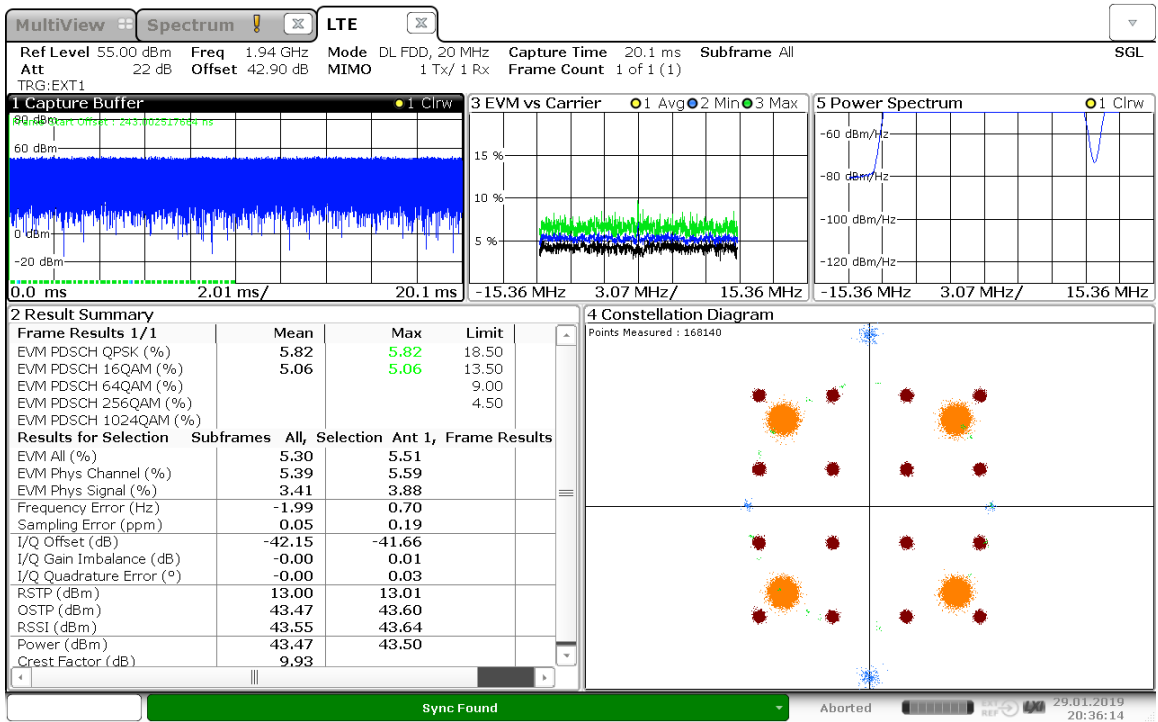 MultiView
Spectrum
LTE
Ref Level 55.00 dBm Freq 1.94 GHz Mode DL FDD, 20 MHz Capture Time 20.1 ms Subframe All SGL
Att 22 dB Offset 42.90 dB MIMO 1 Tx/ 1 Rx Frame Count 1 of 1 (1)
TRG:EXT1
1 Capture Buffer 1 Clrw
80 dBm
Frame Start Offset : 243.002517664 ns
60 dBm
0 dBm
-20 dBm
0.0 ms 2.01 ms/ 20.1 ms
3 EVM vs Carrier 1 Avg 2 Min 3 Max
15 %
10 %
5 %
-15.36 MHz 3.07 MHz/ 15.36 MHz
5 Power Spectrum 1 Clrw
-60 dBm/Hz
-80 dBm/Hz
-100 dBm/Hz
-120 dBm/Hz
-15.36 MHz 3.07 MHz/ 15.36 MHz
2 Result Summary
Frame Results 1/1 Mean Max Limit
EVM PDSCH QPSK (%) 5.82 5.82 18.50
EVM PDSCH 16QAM (%) 5.06 5.06 13.50
EVM PDSCH 64QAM (%) 9.00
EVM PDSCH 256QAM (%) 4.50
EVM PDSCH 1024QAM (%)
Results for Selection Subframes All, Selection Ant 1, Frame Results
EVM All (%) 5.30 5.51
EVM Phys Channel (%) 5.39 5.59
EVM Phys Signal (%) 3.41 3.88
Frequency Error (Hz) -1.99 0.70
Sampling Error (ppm) 0.05 0.19
I/Q Offset (dB) -42.15 -41.66
I/Q Gain Imbalance (dB) -0.00 0.01
I/Q Quadrature Error (°) -0.00 0.03
RSTP (dBm) 13.00 13.01
OSTP (dBm) 43.47 43.60
RSSI (dBm) 43.55 43.64
Power (dBm) 43.47 43.50
Crest Factor (dB) 9.93
4 Constellation Diagram
Points Measured : 168140
Sync Found
Aborted
EXT
REF
LXI
29.01.2019
20:36:14